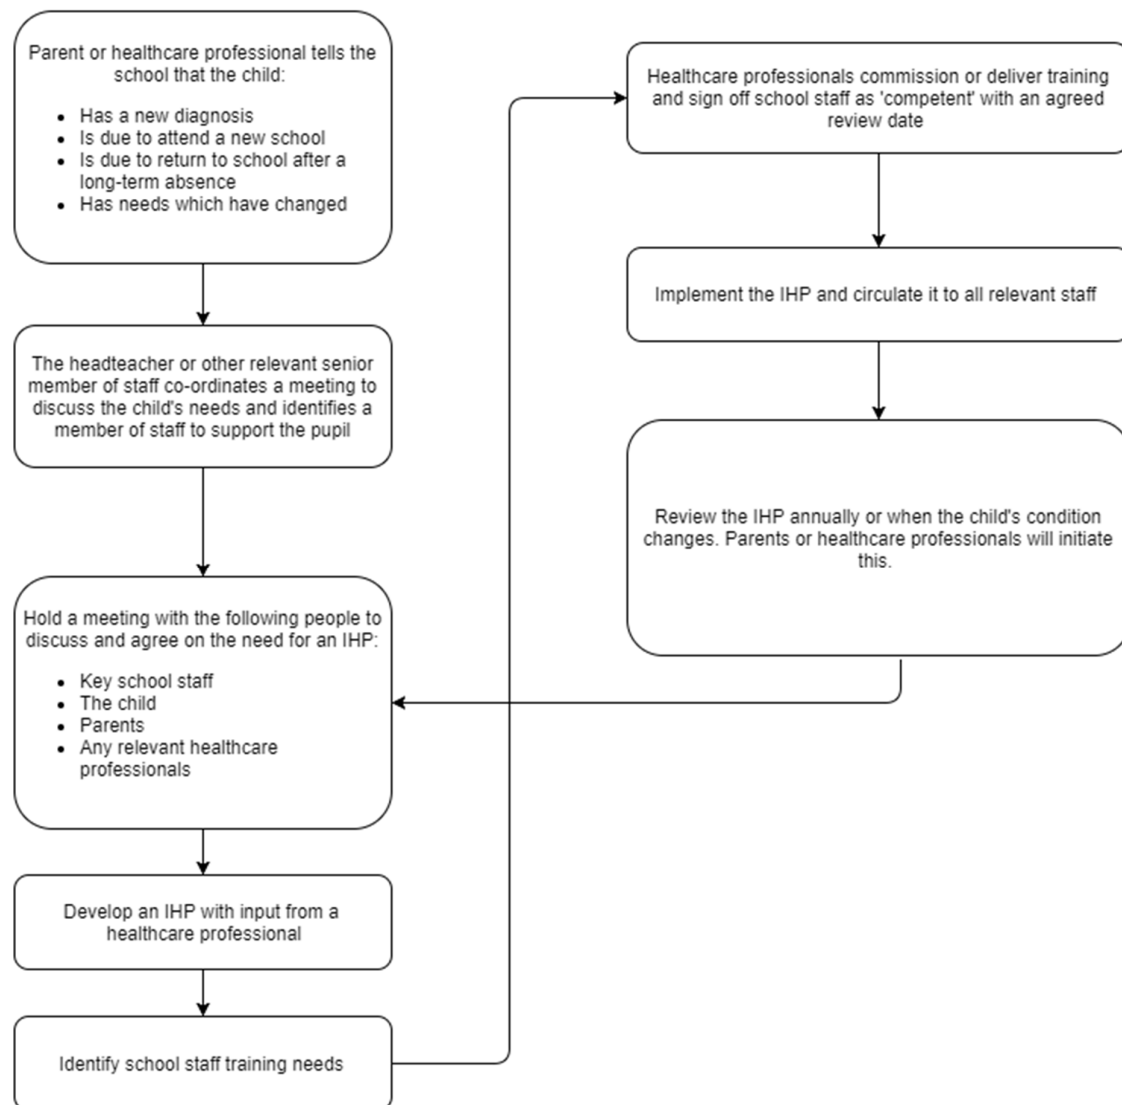 Parent or healthcare professional tells the
school that the child:
• Has a new diagnosis
• Is due to attend a new school
• Is due to return to school after a
long-term absence
• Has needs which have changed
The headteacher or other relevant senior
member of staff co-ordinates a meeting to
discuss the child's needs and identifies a
member of staff to support the pupil
Hold a meeting with the following people to
discuss and agree on the need for an IHP:
• Key school staff
• The child
• Parents
• Any relevant healthcare
professionals
Develop an IHP with input from a
healthcare professional
Identify school staff training needs
Healthcare professionals commission or deliver training
and sign off school staff as 'competent' with an agreed
review date
Implement the IHP and circulate it to all relevant staff
Review the IHP annually or when the child's condition
changes. Parents or healthcare professionals will initiate
this.